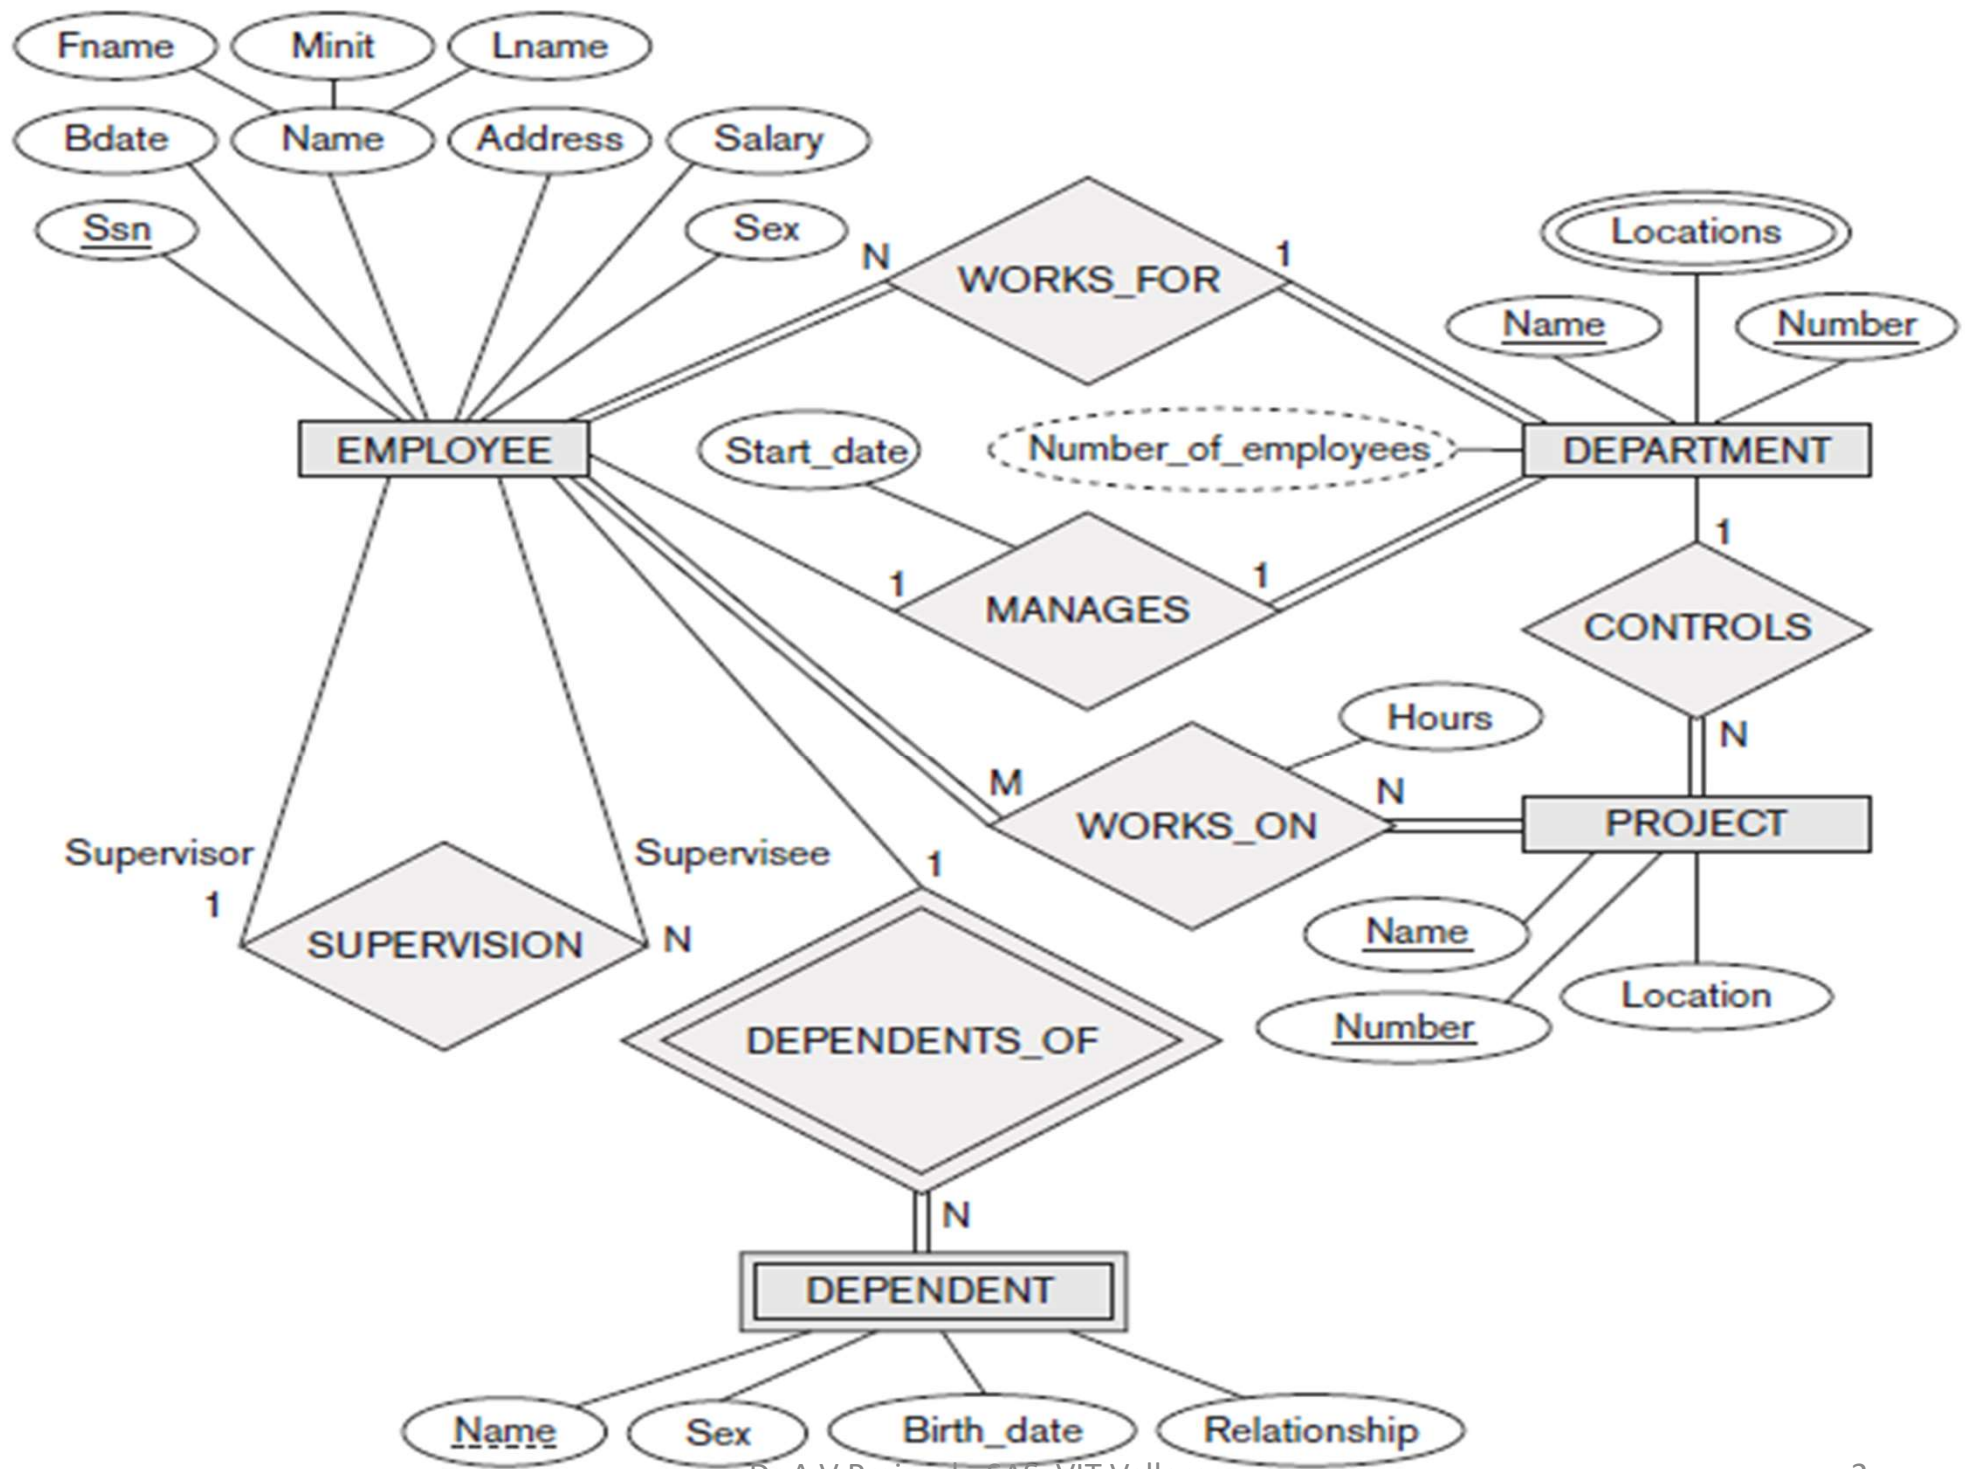 Fname Minit Lname
Bdate Name Address Salary
Ssn Sex
N WORKS_FOR 1
Locations
Name Number
EMPLOYEE Start_date Number_of_employees DEPARTMENT
1 MANAGES 1
1
CONTROLS
N
Hours
M WORKS_ON N
PROJECT
Supervisor Supervisee
1 SUPERVISION N
1
Name
Number
Location
DEPENDENTS_OF
N
DEPENDENT
Name Sex Birth_date Relationship